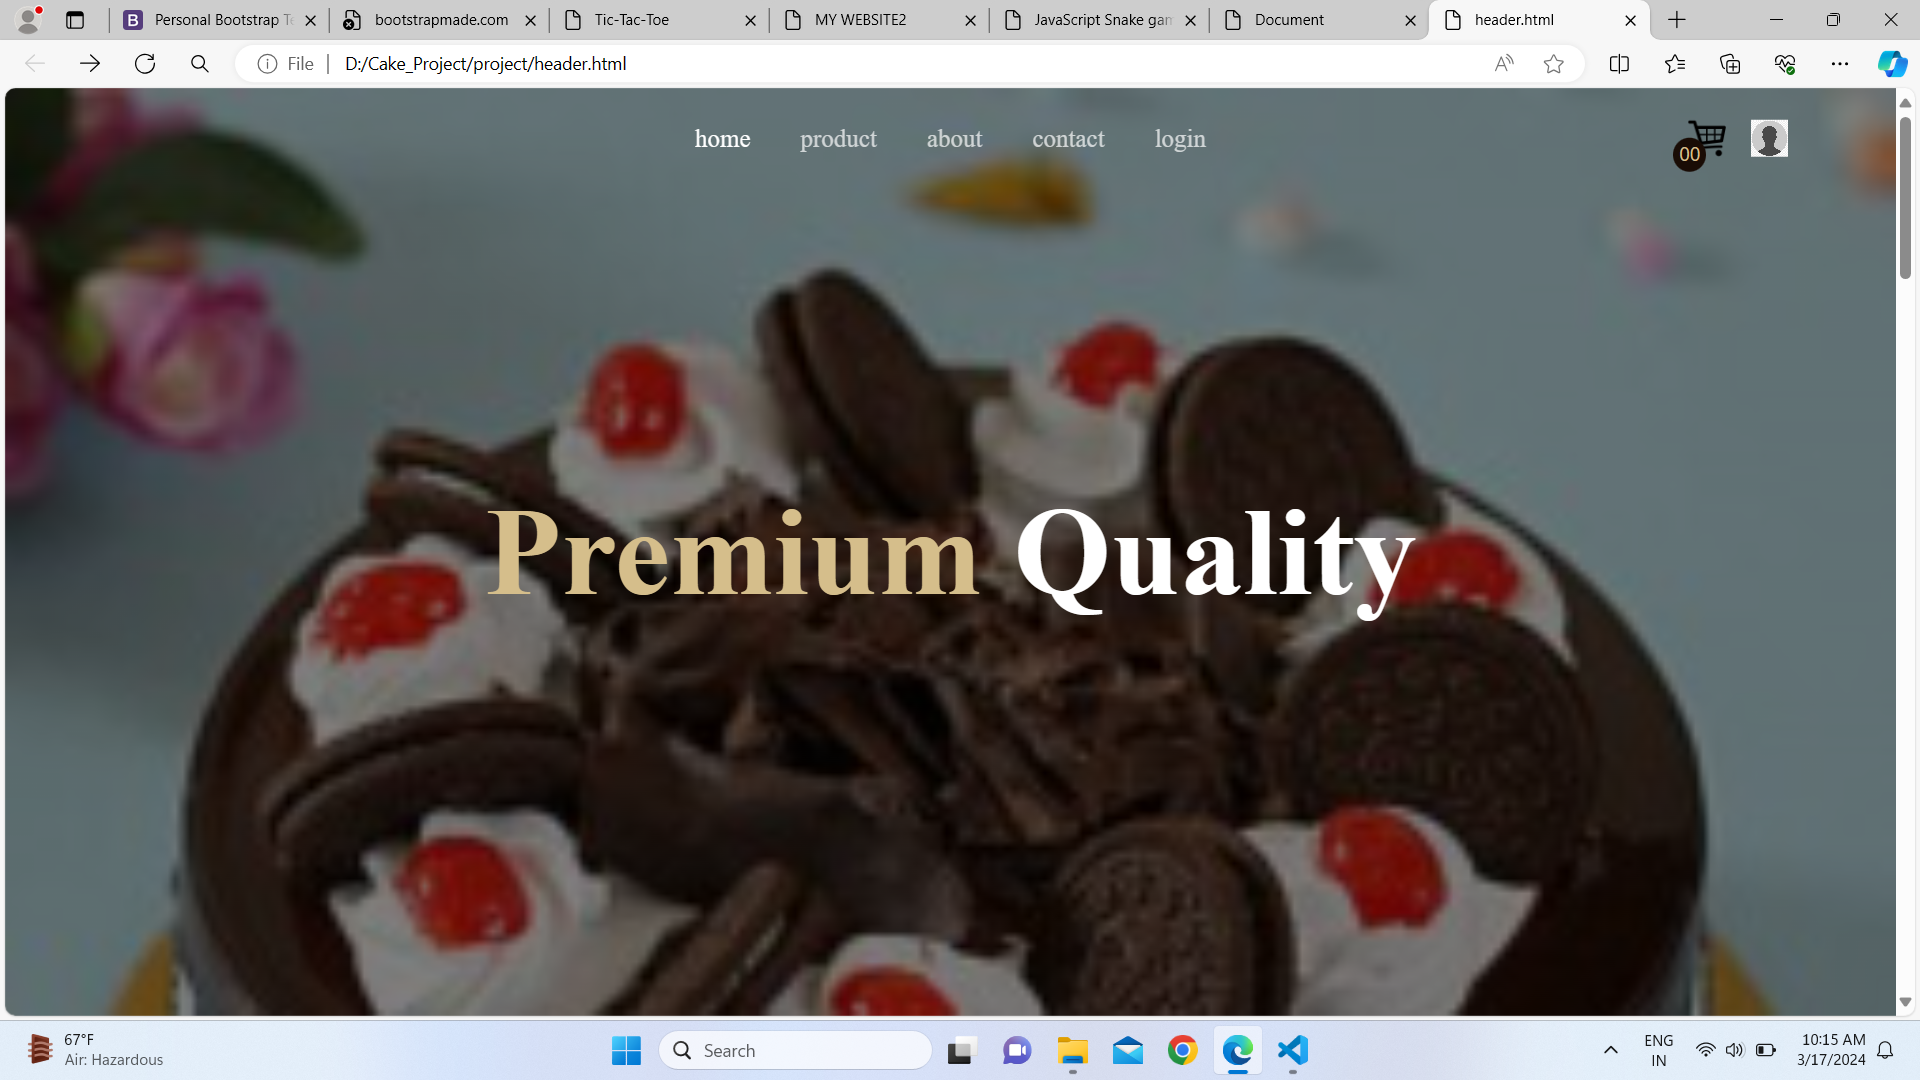 Personal Bootstrap Te
bootstrapmade.com
Tic-Tac-Toe
MY WEBSITE2
JavaScript Snake gam
Document
header.html
File
D:/Cake_Project/project/header.html
home
product
about
contact
login
00
Premium Quality
67°F
Air: Hazardous
Search
ENG
IN
10:15 AM
3/17/2024